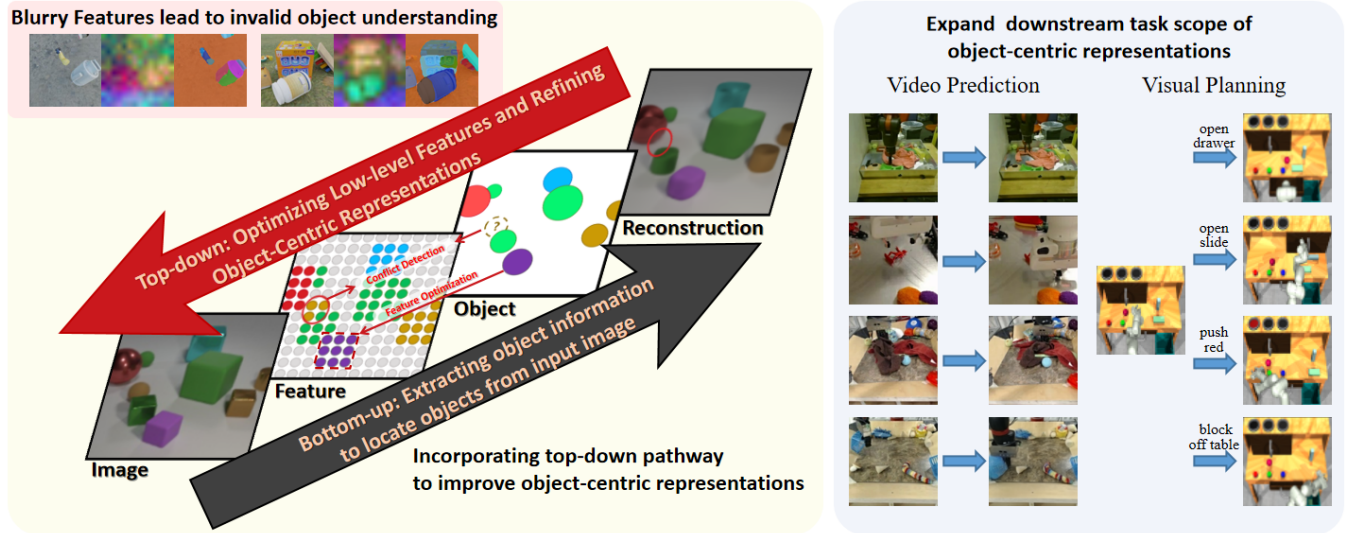 Blurry Features lead to invalid object understanding
Top-down: Optimizing Low-level Features and Refining
Object-Centric Representations
Reconstruction
?
Conflict Detection
Feature Optimization
Object
Feature
Image
Bottom-up: Extracting object information
to locate objects from input image
Incorporating top-down pathway
to improve object-centric representations
Expand downstream task scope of
object-centric representations
Video Prediction
Visual Planning
open
drawer
open
slide
push
red
block
off table